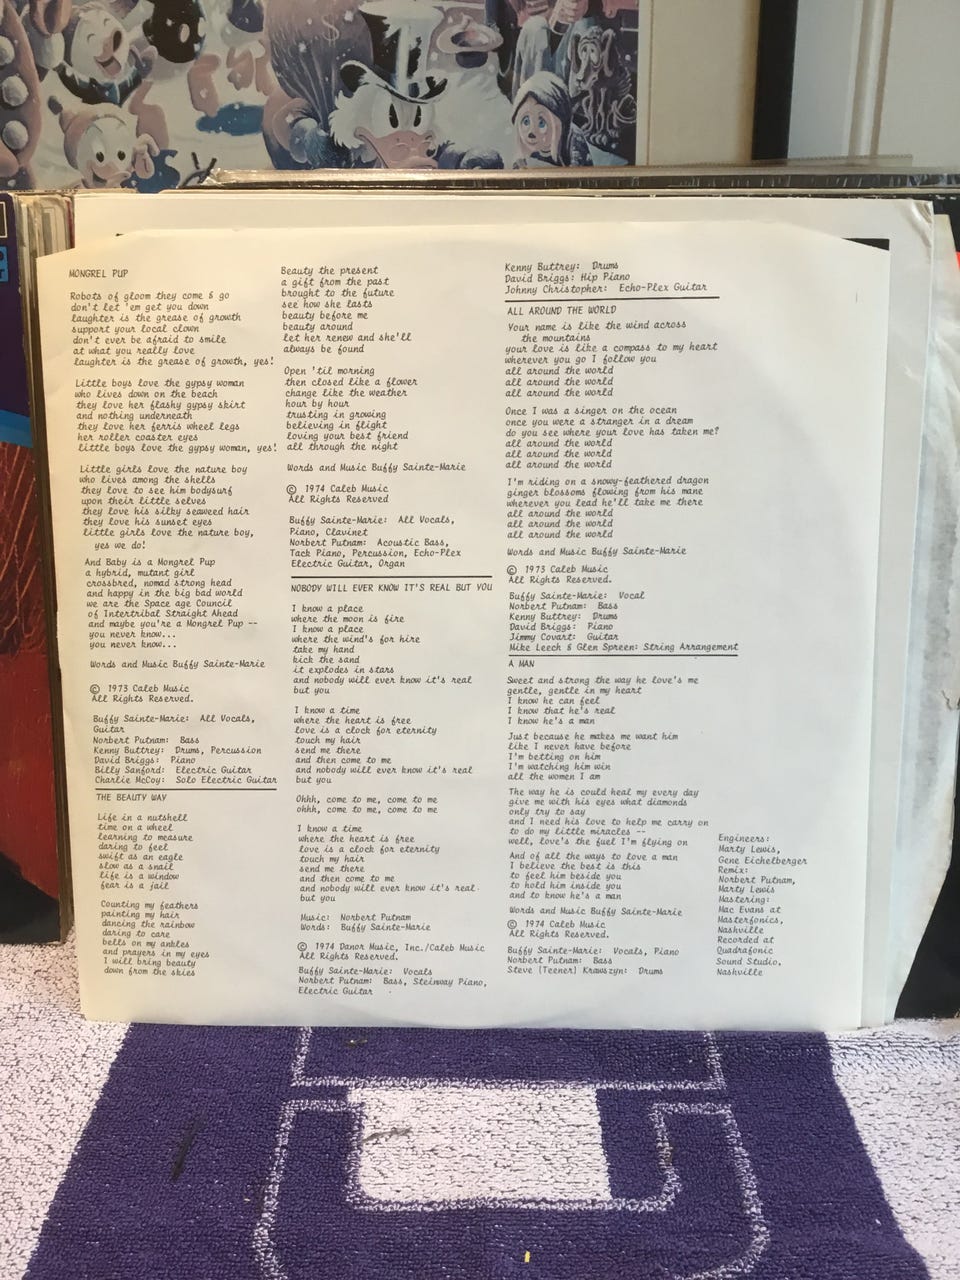 MONGREL PUP
Robots of gloom they come & go
don't let 'em get you down
laughter is the grease of growth
support your local clown
don't ever be afraid to smile
at what you really love
laughter is the grease of growth, yes!
Little boys love the gypsy woman
who lives down on the beach
they love her flashy gypsy skirt
and nothing underneath
they love her ferris wheel legs
her roller coaster eyes
little boys love the gypsy woman, yes!
Little girls love the nature boy
who lives among the shells
they love to see him bodysurf
upon their little selves
they love his silky seaweed hair
they love his sunset eyes
little girls love the nature boy,
yes we do!
And Baby is a Mongrel Pup
a hybrid, mutant girl
crossbred, nomad strong head
and happy in the big bad world
we are the Space age Council
of Intertribal Straight Ahead
and maybe you're a Mongrel Pup --
you never know...
you never know...
Words and Music Buffy Sainte-Marie
© 1973 Caleb Music
All Rights Reserved.
Buffy Sainte-Marie: All Vocals,
Guitar
Norbert Putnam: Bass
Kenny Buttrey: Drums, Percussion
David Briggs: Piano
Billy Sanford: Electric Guitar
Charlie McCoy: Solo Electric Guitar
THE BEAUTY WAY
Life in a nutshell
time on a wheel
learning to measure
daring to feel
swift as an eagle
slow as a snail
life is a window
fear is a jail
Counting my feathers
painting my hair
dancing the rainbow
daring to care
bells on my ankles
and prayers in my eyes
I will bring beauty
down from the skies
Beauty the present
a gift from the past
brought to the future
see how she lasts
beauty before me
beauty around
let her renew and she'll
always be found
Open 'til morning
then closed like a flower
change like the weather
hour by hour
trusting in growing
believing in flight
loving your best friend
all through the night
Words and Music Buffy Sainte-Marie
© 1974 Caleb Music
All Rights Reserved
Buffy Sainte-Marie: All Vocals,
Piano, Clavinet
Norbert Putnam: Acoustic Bass,
Tack Piano, Percussion, Echo-Plex
Electric Guitar, Organ
NOBODY WILL EVER KNOW IT'S REAL BUT YOU
I know a place
where the moon is fire
I know a place
where the wind's for hire
take my hand
kick the sand
it explodes in stars
and nobody will ever know it's real
but you
I know a time
where the heart is free
love is a clock for eternity
touch my hair
send me there
and then come to me
and nobody will ever know it's real
but you
Ohhh, come to me, come to me
ohhh, come to me, come to me
I know a time
where the heart is free
love is a clock for eternity
touch my hair
send me there
and then come to me
and nobody will ever know it's real
but you
Music: Norbert Putnam
Words: Buffy Sainte-Marie
© 1974 Danor Music, Inc./Caleb Music
All Rights Reserved.
Buffy Sainte-Marie: Vocals
Norbert Putnam: Bass, Steinway Piano,
Electric Guitar
Kenny Buttrey: Drums
David Briggs: Hip Piano
Johnny Christopher: Echo-Plex Guitar
ALL AROUND THE WORLD
Your name is like the wind across
the mountains
your love is like a compass to my heart
wherever you go I follow you
all around the world
all around the world
all around the world
Once I was a singer on the ocean
once you were a stranger in a dream
do you see where your love has taken me?
all around the world
all around the world
all around the world
I'm riding on a snowy-feathered dragon
ginger blossoms flowing from his mane
wherever you lead he'll take me there
all around the world
all around the world
all around the world
Words and Music Buffy Sainte-Marie
© 1973 Caleb Music
All Rights Reserved.
Buffy Sainte-Marie: Vocal
Norbert Putnam: Bass
Kenny Buttrey: Drums
David Briggs: Piano
Jimmy Covart: Guitar
Mike Leech & Glen Spreen: String Arrangement
A MAN
Sweet and strong the way he love's me
gentle, gentle in my heart
I know he can feel
I know that he's real
I know he's a man
Just because he makes me want him
like I never have before
I'm betting on him
I'm watching him win
all the women I am
The way he is could heal my every day
give me with his eyes what diamonds
only try to say
and I need his love to help me carry on
to do my little miracles --
well, love's the fuel I'm flying on
And of all the ways to love a man
I believe the best is this
to feel him beside you
to hold him inside you
and to know he's a man
Words and Music Buffy Sainte-Marie
© 1974 Caleb Music
All Rights Reserved.
Buffy Sainte-Marie: Vocals, Piano
Norbert Putnam: Bass
Steve (Teener) Krawszyn: Drums
Engineers:
Marty Lewis,
Gene Eichelberger
Remix:
Norbert Putnam,
Marty Lewis
Mastering:
Mac Evans at
Masterfonics,
Nashville
Recorded at
Quadrafonic
Sound Studio,
Nashville